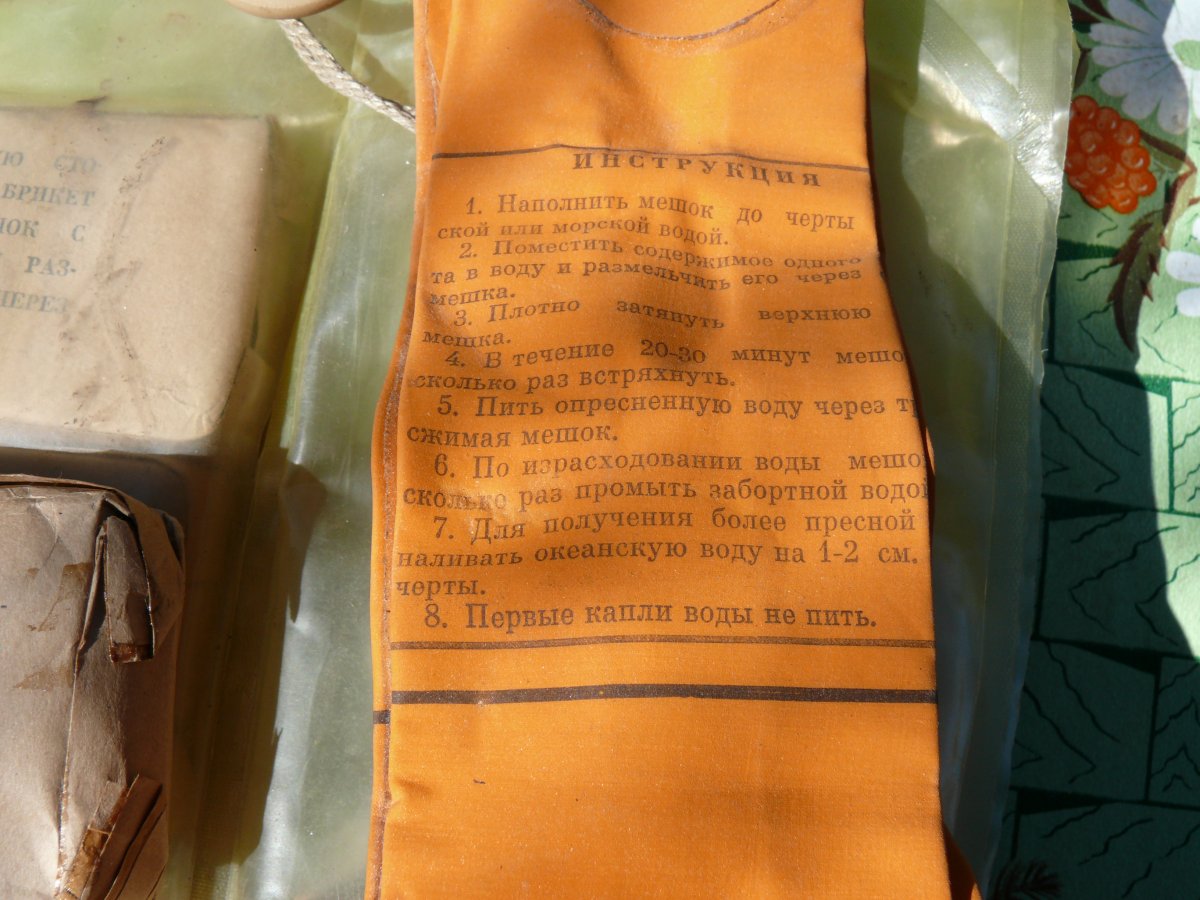 ИНСТРУКЦИЯ
1. Наполнить мешок до черты
ской или морской водой.
2. Поместить содержимое одного
та в воду и размельчить его через
мешка.
3. Плотно затянуть верхнюю
мешка.
4. В течение 20-30 минут мешо
сколько раз встряхнуть.
5. Пить опресненную воду через т
сжимая мешок.
6. По израсходовании воды мешо
сколько раз промыть забортной водой
7. Для получения более пресной
наливать океанскую воду на 1-2 см.
черты.
8. Первые капли воды не пить.
Ю СТО-
БРИКЕТ
НОК С
РАЗ-
ЧЕРЕЗ